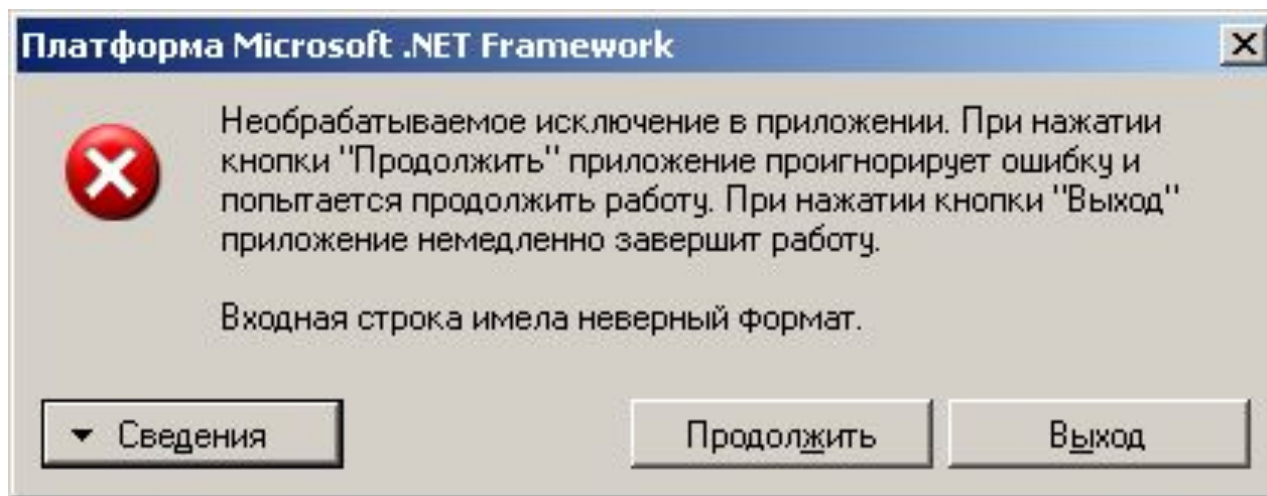 Платформа Microsoft .NET Framework
Необрабатываемое исключение в приложении. При нажатии
кнопки "Продолжить" приложение проигнорирует ошибку и
попытается продолжить работу. При нажатии кнопки "Выход"
приложение немедленно завершит работу.
Входная строка имела неверный формат.
Сведения
Продолжить
Выход